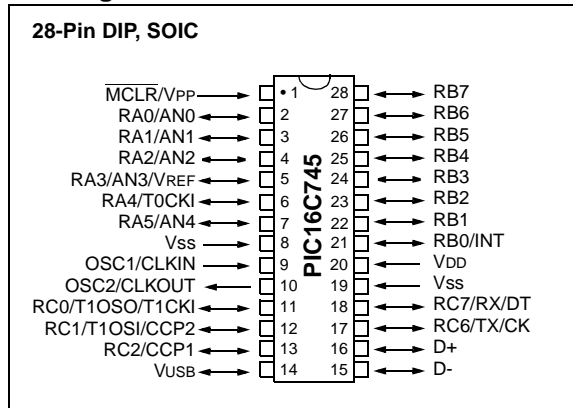 28-Pin DIP, SOIC
MCLR/VPP 1 28 RB7
RA0/AN0 2 27 RB6
RA1/AN1 3 26 RB5
RA2/AN2 4 25 RB4
RA3/AN3/VREF 5 24 RB3
RA4/T0CKI 6 23 RB2
RA5/AN4 7 22 RB1
VSS 8 21 RB0/INT
OSC1/CLKIN 9 20 VDD
OSC2/CLKOUT 10 19 VSS
RC0/T1OSO/T1CKI 11 18 RC7/RX/DT
RC1/T1OSI/CCP2 12 17 RC6/TX/CK
RC2/CCP1 13 16 D+
VUSB 14 15 D-
PIC16C745